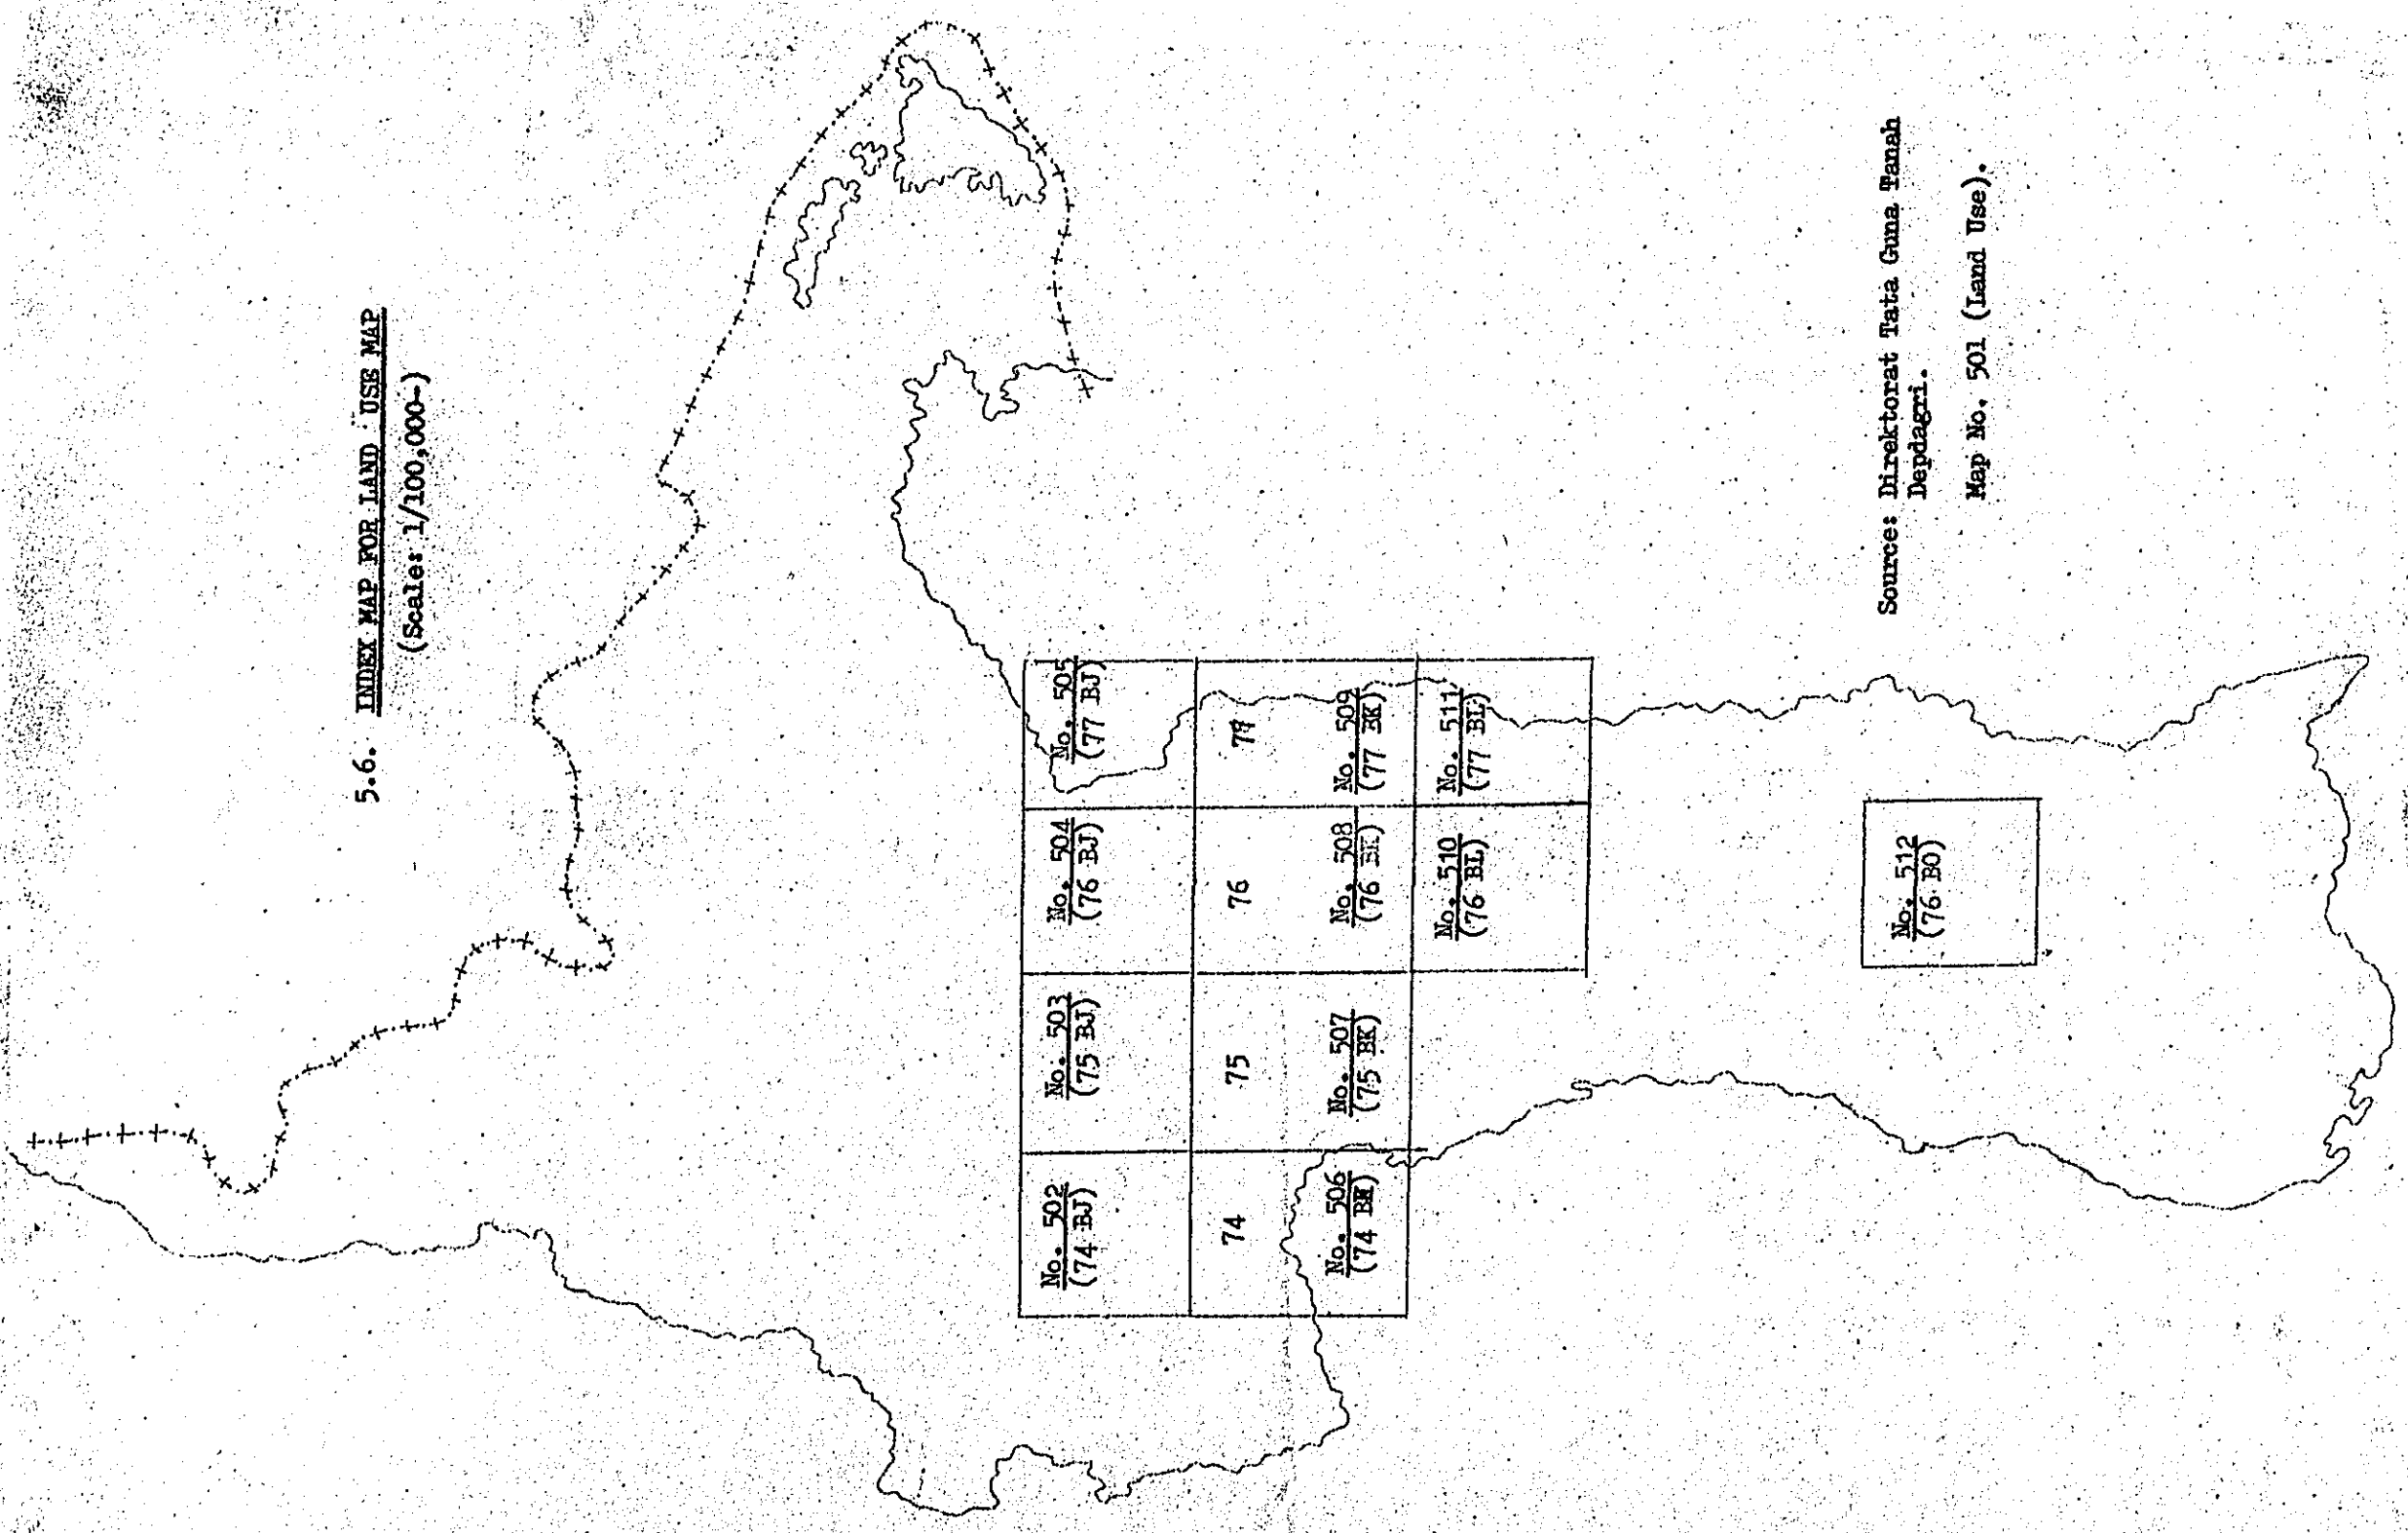 5.6. INDEX MAP FOR LAND USE MAP
(Scale: 1/100,000-)
No. 502
(74 BJ)
No. 503
(75 BJ)
No. 504
(76 BJ)
No. 505
(77 BJ)
74
75
76
77
No. 506
(74 BK)
No. 507
(75 BK)
No. 508
(76 BK)
No. 509
(77 BK)
No. 510
(76 BL)
No. 511
(77 BL)
No. 512
(76 BO)
Source: Direktorat Tata Guna Tanah
Depdagri.
Map No. 501 (Land Use).